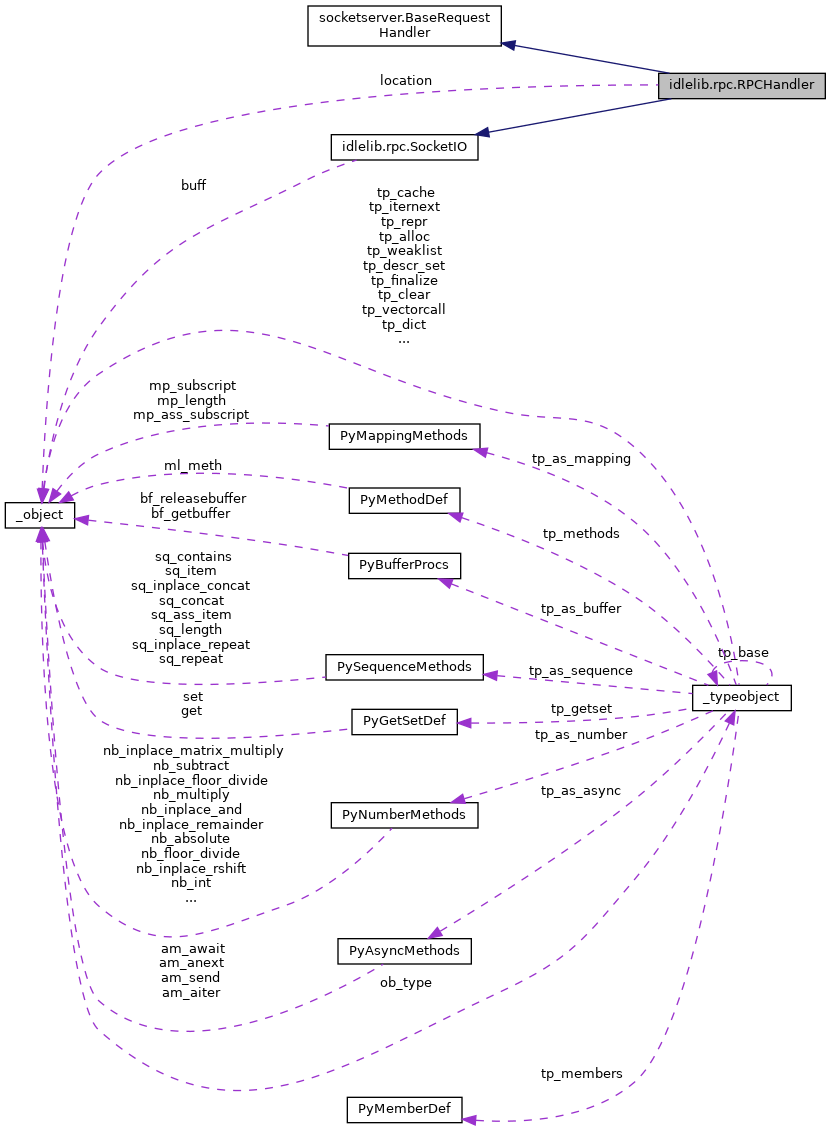 socketserver.BaseRequest
Handler
location
idlelib.rpc.RPCHandler
idlelib.rpc.SocketIO
buff
tp_cache
tp_iternext
tp_repr
tp_alloc
tp_weaklist
tp_descr_set
tp_finalize
tp_clear
tp_vectorcall
tp_dict
...
mp_subscript
mp_length
mp_ass_subscript
PyMappingMethods
tp_as_mapping
ml_meth
PyMethodDef
tp_methods
_object
bf_releasebuffer
bf_getbuffer
PyBufferProcs
tp_as_buffer
sq_contains
sq_item
sq_inplace_concat
sq_concat
sq_ass_item
sq_length
sq_inplace_repeat
sq_repeat
PySequenceMethods
tp_as_sequence
tp_base
_typeobject
set
get
PyGetSetDef
tp_getset
tp_as_number
nb_inplace_matrix_multiply
nb_subtract
nb_inplace_floor_divide
nb_multiply
nb_inplace_and
nb_inplace_remainder
nb_absolute
nb_floor_divide
nb_inplace_rshift
nb_int
...
PyNumberMethods
tp_as_async
am_await
am_anext
am_send
am_aiter
PyAsyncMethods
ob_type
tp_members
PyMemberDef